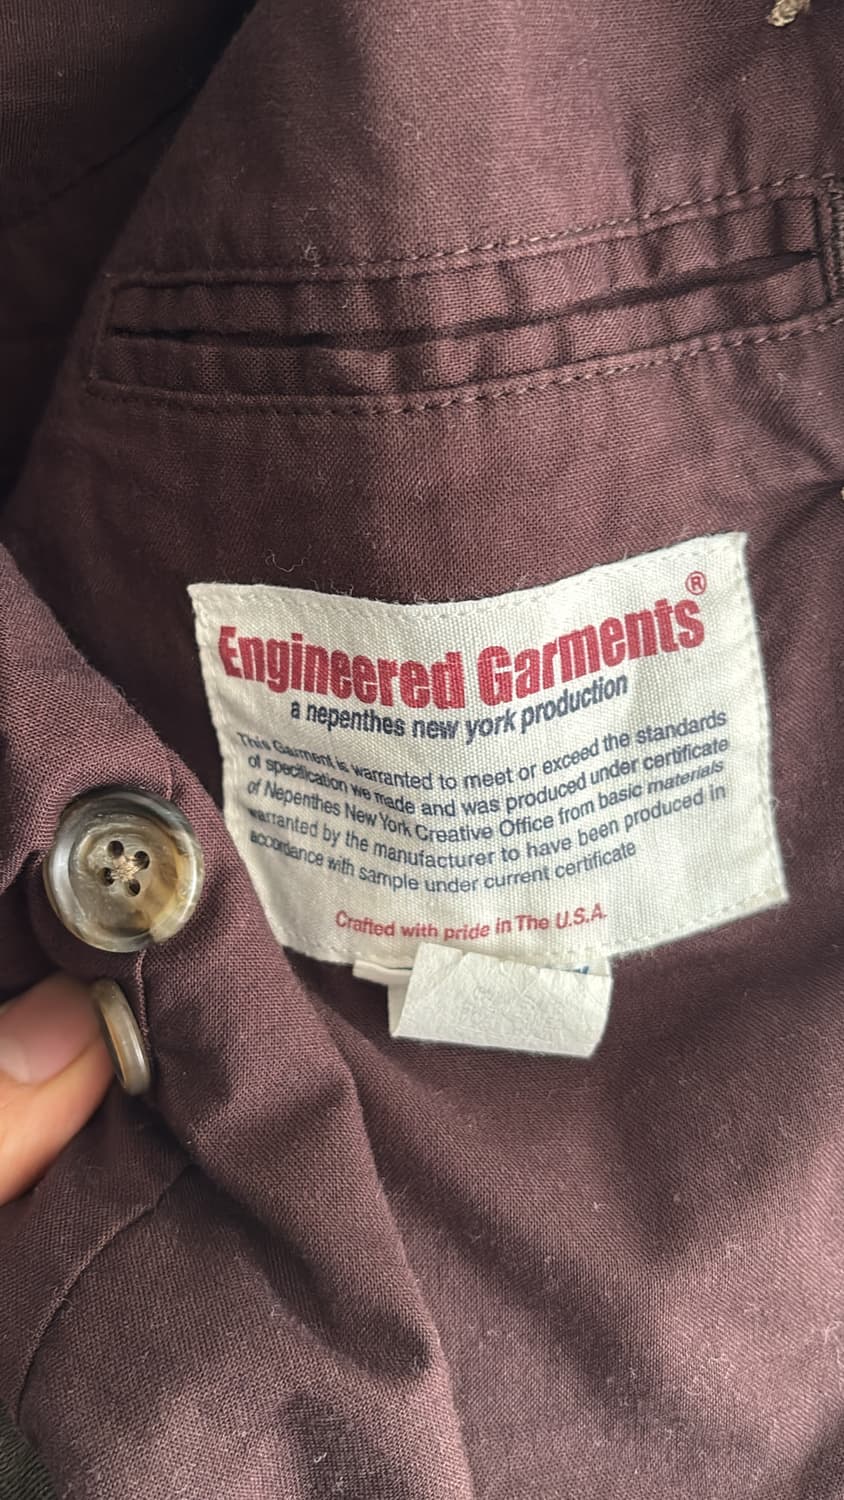 Engineered Garments®
a nepenthes new york production
This Garment is warranted to meet or exceed the standards
of specification we made and was produced under certificate
of Nepenthes New York Creative Office from basic materials
warranted by the manufacturer to have been produced in
accordance with sample under current certificate
Crafted with pride in The U.S.A.